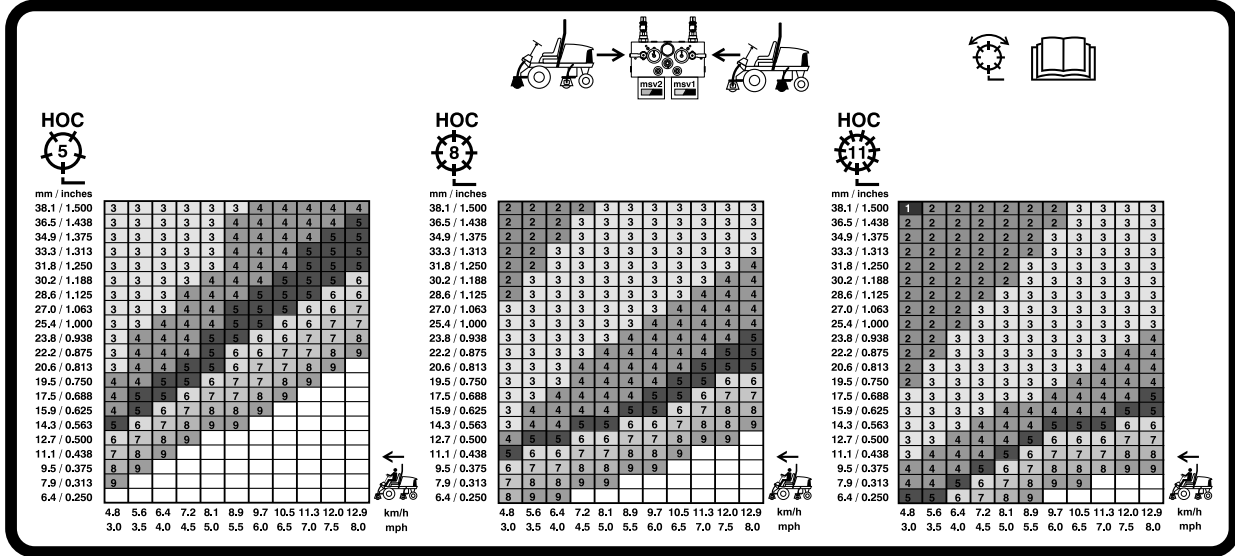 msv2 msv1
HOC
5
mm / inches
38.1 / 1.500 3 3 3 3 3 3 4 4 4 4 4
36.5 / 1.438 3 3 3 3 3 4 4 4 4 4 5
34.9 / 1.375 3 3 3 3 3 4 4 4 5 5 5
33.3 / 1.313 3 3 3 3 3 4 4 4 5 5 5
31.8 / 1.250 3 3 3 3 3 4 4 4 5 5 5
30.2 / 1.188 3 3 3 3 4 4 4 5 5 5 6
28.6 / 1.125 3 3 3 4 4 4 5 5 5 6 6
27.0 / 1.063 3 3 3 4 4 5 5 5 6 6 7
25.4 / 1.000 3 3 4 4 4 5 5 6 6 7 7
23.8 / 0.938 3 4 4 4 5 5 6 6 7 7 8
22.2 / 0.875 3 4 4 4 5 6 6 7 7 8 9
20.6 / 0.813 3 4 4 5 5 6 7 7 8 9
19.5 / 0.750 4 4 5 5 6 7 7 8 9
17.5 / 0.688 4 5 5 6 7 7 8 9
15.9 / 0.625 4 5 6 7 7 8 9
14.3 / 0.563 5 6 7 8 9 9
12.7 / 0.500 6 7 8 9
11.1 / 0.438 7 8 9
9.5 / 0.375 8 9
7.9 / 0.313 9
6.4 / 0.250
4.8 5.6 6.4 7.2 8.1 8.9 9.7 10.5 11.3 12.0 12.9 km/h
3.0 3.5 4.0 4.5 5.0 5.5 6.0 6.5 7.0 7.5 8.0 mph
HOC
8
mm / inches
38.1 / 1.500 2 2 2 2 3 3 3 3 3 3 3
36.5 / 1.438 2 2 2 3 3 3 3 3 3 3 3
34.9 / 1.375 2 2 2 3 3 3 3 3 3 3 3
33.3 / 1.313 2 2 3 3 3 3 3 3 3 3 3
31.8 / 1.250 2 2 3 3 3 3 3 3 3 3 4
30.2 / 1.188 2 3 3 3 3 3 3 3 3 4 4
28.6 / 1.125 2 3 3 3 3 3 3 3 4 4 4
27.0 / 1.063 3 3 3 3 3 3 3 4 4 4 4
25.4 / 1.000 3 3 3 3 3 3 4 4 4 4 4
23.8 / 0.938 3 3 3 3 3 4 4 4 4 4 5
22.2 / 0.875 3 3 3 3 4 4 4 4 4 5 5
20.6 / 0.813 3 3 3 4 4 4 4 4 5 5 5
19.5 / 0.750 3 3 3 4 4 4 4 5 5 6 6
17.5 / 0.688 3 3 4 4 4 4 5 5 6 6 7
15.9 / 0.625 3 4 4 4 4 5 5 6 7 7 8
14.3 / 0.563 3 4 4 5 5 6 6 7 7 8 9
12.7 / 0.500 4 5 5 6 6 7 7 8 9 9
11.1 / 0.438 5 6 6 7 7 8 8 9
9.5 / 0.375 6 7 7 8 8 9 9
7.9 / 0.313 7 8 8 9 9
6.4 / 0.250 8 9 9
4.8 5.6 6.4 7.2 8.1 8.9 9.7 10.5 11.3 12.0 12.9 km/h
3.0 3.5 4.0 4.5 5.0 5.5 6.0 6.5 7.0 7.5 8.0 mph
HOC
11
mm / inches
38.1 / 1.500 1 2 2 2 2 2 2 3 3 3 3
36.5 / 1.438 2 2 2 2 2 2 2 3 3 3 3
34.9 / 1.375 2 2 2 2 2 2 3 3 3 3 3
33.3 / 1.313 2 2 2 2 2 2 3 3 3 3 3
31.8 / 1.250 2 2 2 2 2 2 3 3 3 3 3
30.2 / 1.188 2 2 2 2 2 3 3 3 3 3 3
28.6 / 1.125 2 2 2 2 3 3 3 3 3 3 3
27.0 / 1.063 2 2 2 3 3 3 3 3 3 3 3
25.4 / 1.000 2 2 2 3 3 3 3 3 3 3 3
23.8 / 0.938 2 2 3 3 3 3 3 3 3 3 4
22.2 / 0.875 2 2 3 3 3 3 3 3 3 4 4
20.6 / 0.813 2 3 3 3 3 3 3 3 4 4 4
19.5 / 0.750 2 3 3 3 3 3 3 4 4 4 4
17.5 / 0.688 3 3 3 3 3 3 4 4 4 4 5
15.9 / 0.625 3 3 3 3 4 4 4 4 4 5 5
14.3 / 0.563 3 3 3 4 4 4 5 5 5 6 6
12.7 / 0.500 3 3 4 4 4 5 6 6 6 7 7
11.1 / 0.438 3 4 4 4 5 6 6 7 7 8 8
9.5 / 0.375 4 4 4 5 6 7 7 8 8 9 9
7.9 / 0.313 4 4 5 6 7 8 9 9
6.4 / 0.250 5 5 6 7 8 9
4.8 5.6 6.4 7.2 8.1 8.9 9.7 10.5 11.3 12.0 12.9 km/h
3.0 3.5 4.0 4.5 5.0 5.5 6.0 6.5 7.0 7.5 8.0 mph